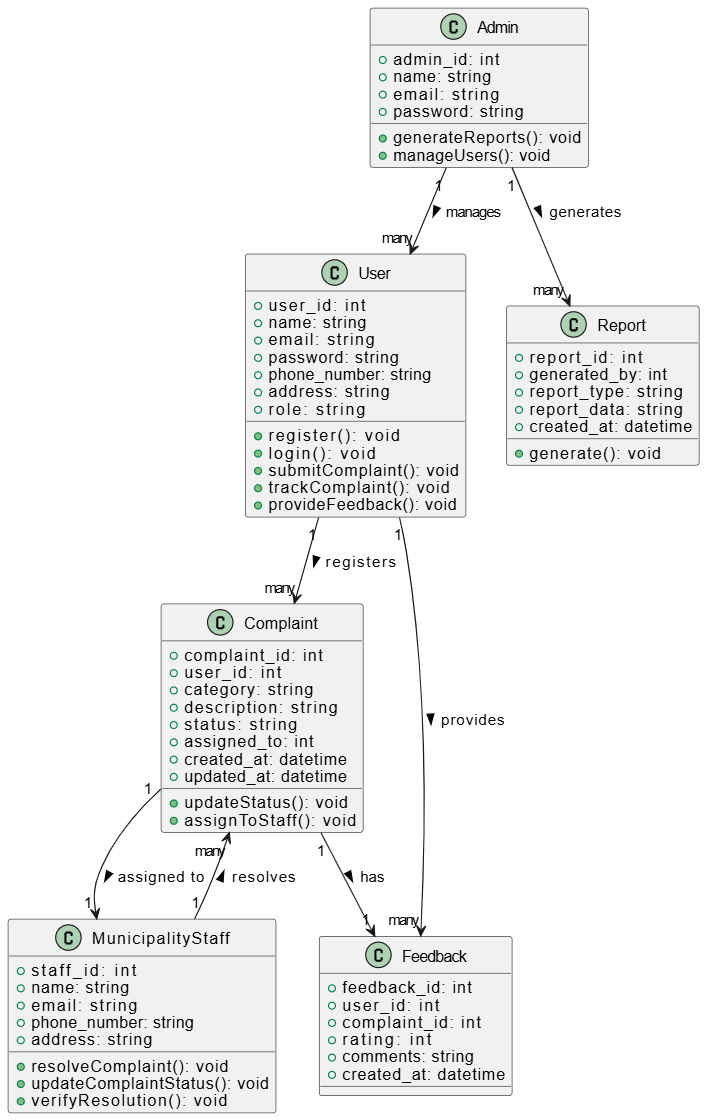 C Admin
admin_id: int
name: string
email: string
password: string
generateReports(): void
manageUsers(): void
1 1
manages generates
many many
C User
user_id: int
name: string
email: string
password: string
phone_number: string
address: string
role: string
register(): void
login(): void
submitComplaint(): void
trackComplaint(): void
provideFeedback(): void
C Report
report_id: int
generated_by: int
report_type: string
report_data: string
created_at: datetime
generate(): void
1 1
registers
many
C Complaint
complaint_id: int
user_id: int
category: string
description: string
status: string
assigned_to: int
created_at: datetime
updated_at: datetime
updateStatus(): void
assignToStaff(): void
provides
1
many 1
assigned to resolves has
1 1 1 many
C MunicipalityStaff
staff_id: int
name: string
email: string
phone_number: string
address: string
resolveComplaint(): void
updateComplaintStatus(): void
verifyResolution(): void
C Feedback
feedback_id: int
user_id: int
complaint_id: int
rating: int
comments: string
created_at: datetime